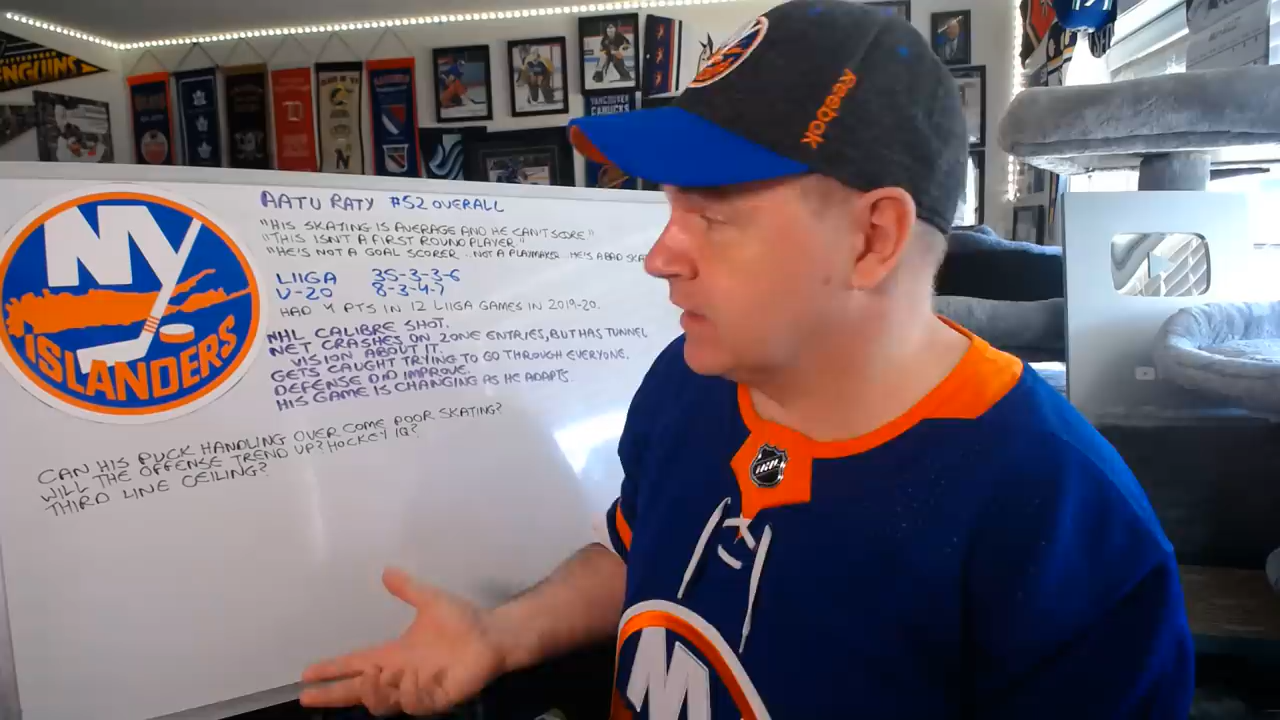 PENGUINS
VANCOUVER
CANUCKS
Reebok
NY
ISLANDERS
AATU RATY #52 OVERALL
"HIS SKATING IS AVERAGE AND HE CAN'T SCORE"
"THIS ISN'T A FIRST ROUND PLAYER."
"HE'S NOT A GOAL SCORER... NOT A PLAYMAKER... HE'S A BAD SKA
LIIGA 35-3-3-6
U-20 8-3-4-7
HAD 4 PTS IN 12 LIIGA GAMES IN 2019-20.
NHL CALIBRE SHOT.
NET CRASHES ON ZONE ENTRIES, BUT HAS TUNNEL
VISION ABOUT IT.
GETS CAUGHT TRYING TO GO THROUGH EVERYONE.
DEFENSE DID IMPROVE.
HIS GAME IS CHANGING AS HE ADAPTS.
CAN HIS PUCK HANDLING OVER COME POOR SKATING?
WILL THE OFFENSE TREND UP? HOCKEY IQ?
THIRD LINE CEILING?
NHL